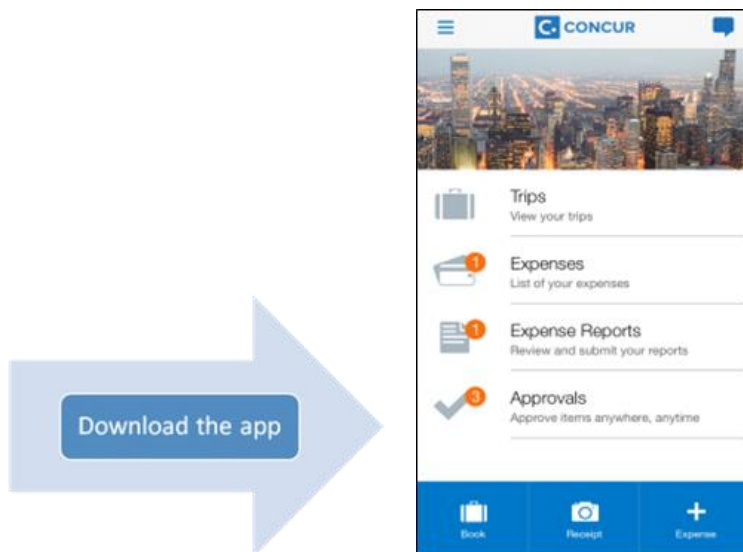 CONCUR
Trips
View your trips
1
Expenses
List of your expenses
1
Expense Reports
Review and submit your reports
3
Approvals
Approve items anywhere, anytime
Download the app
Book
Receipt
Expense